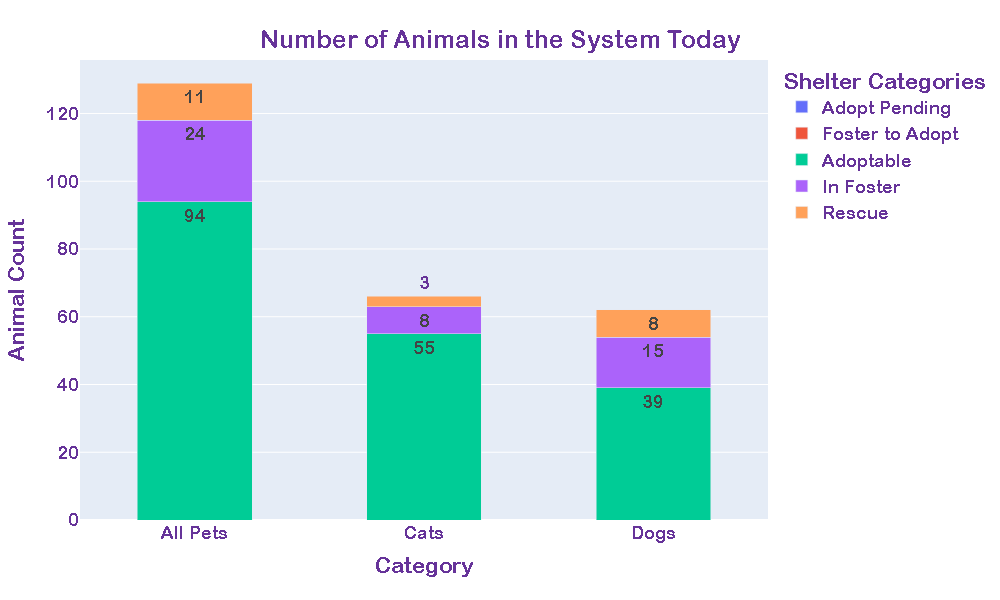 Number of Animals in the System Today
Shelter Categories
Adopt Pending
Foster to Adopt
Adoptable
In Foster
Rescue
Animal Count
120
100
80
60
40
20
0
11
24
94
3
8
55
8
15
39
All Pets
Cats
Dogs
Category